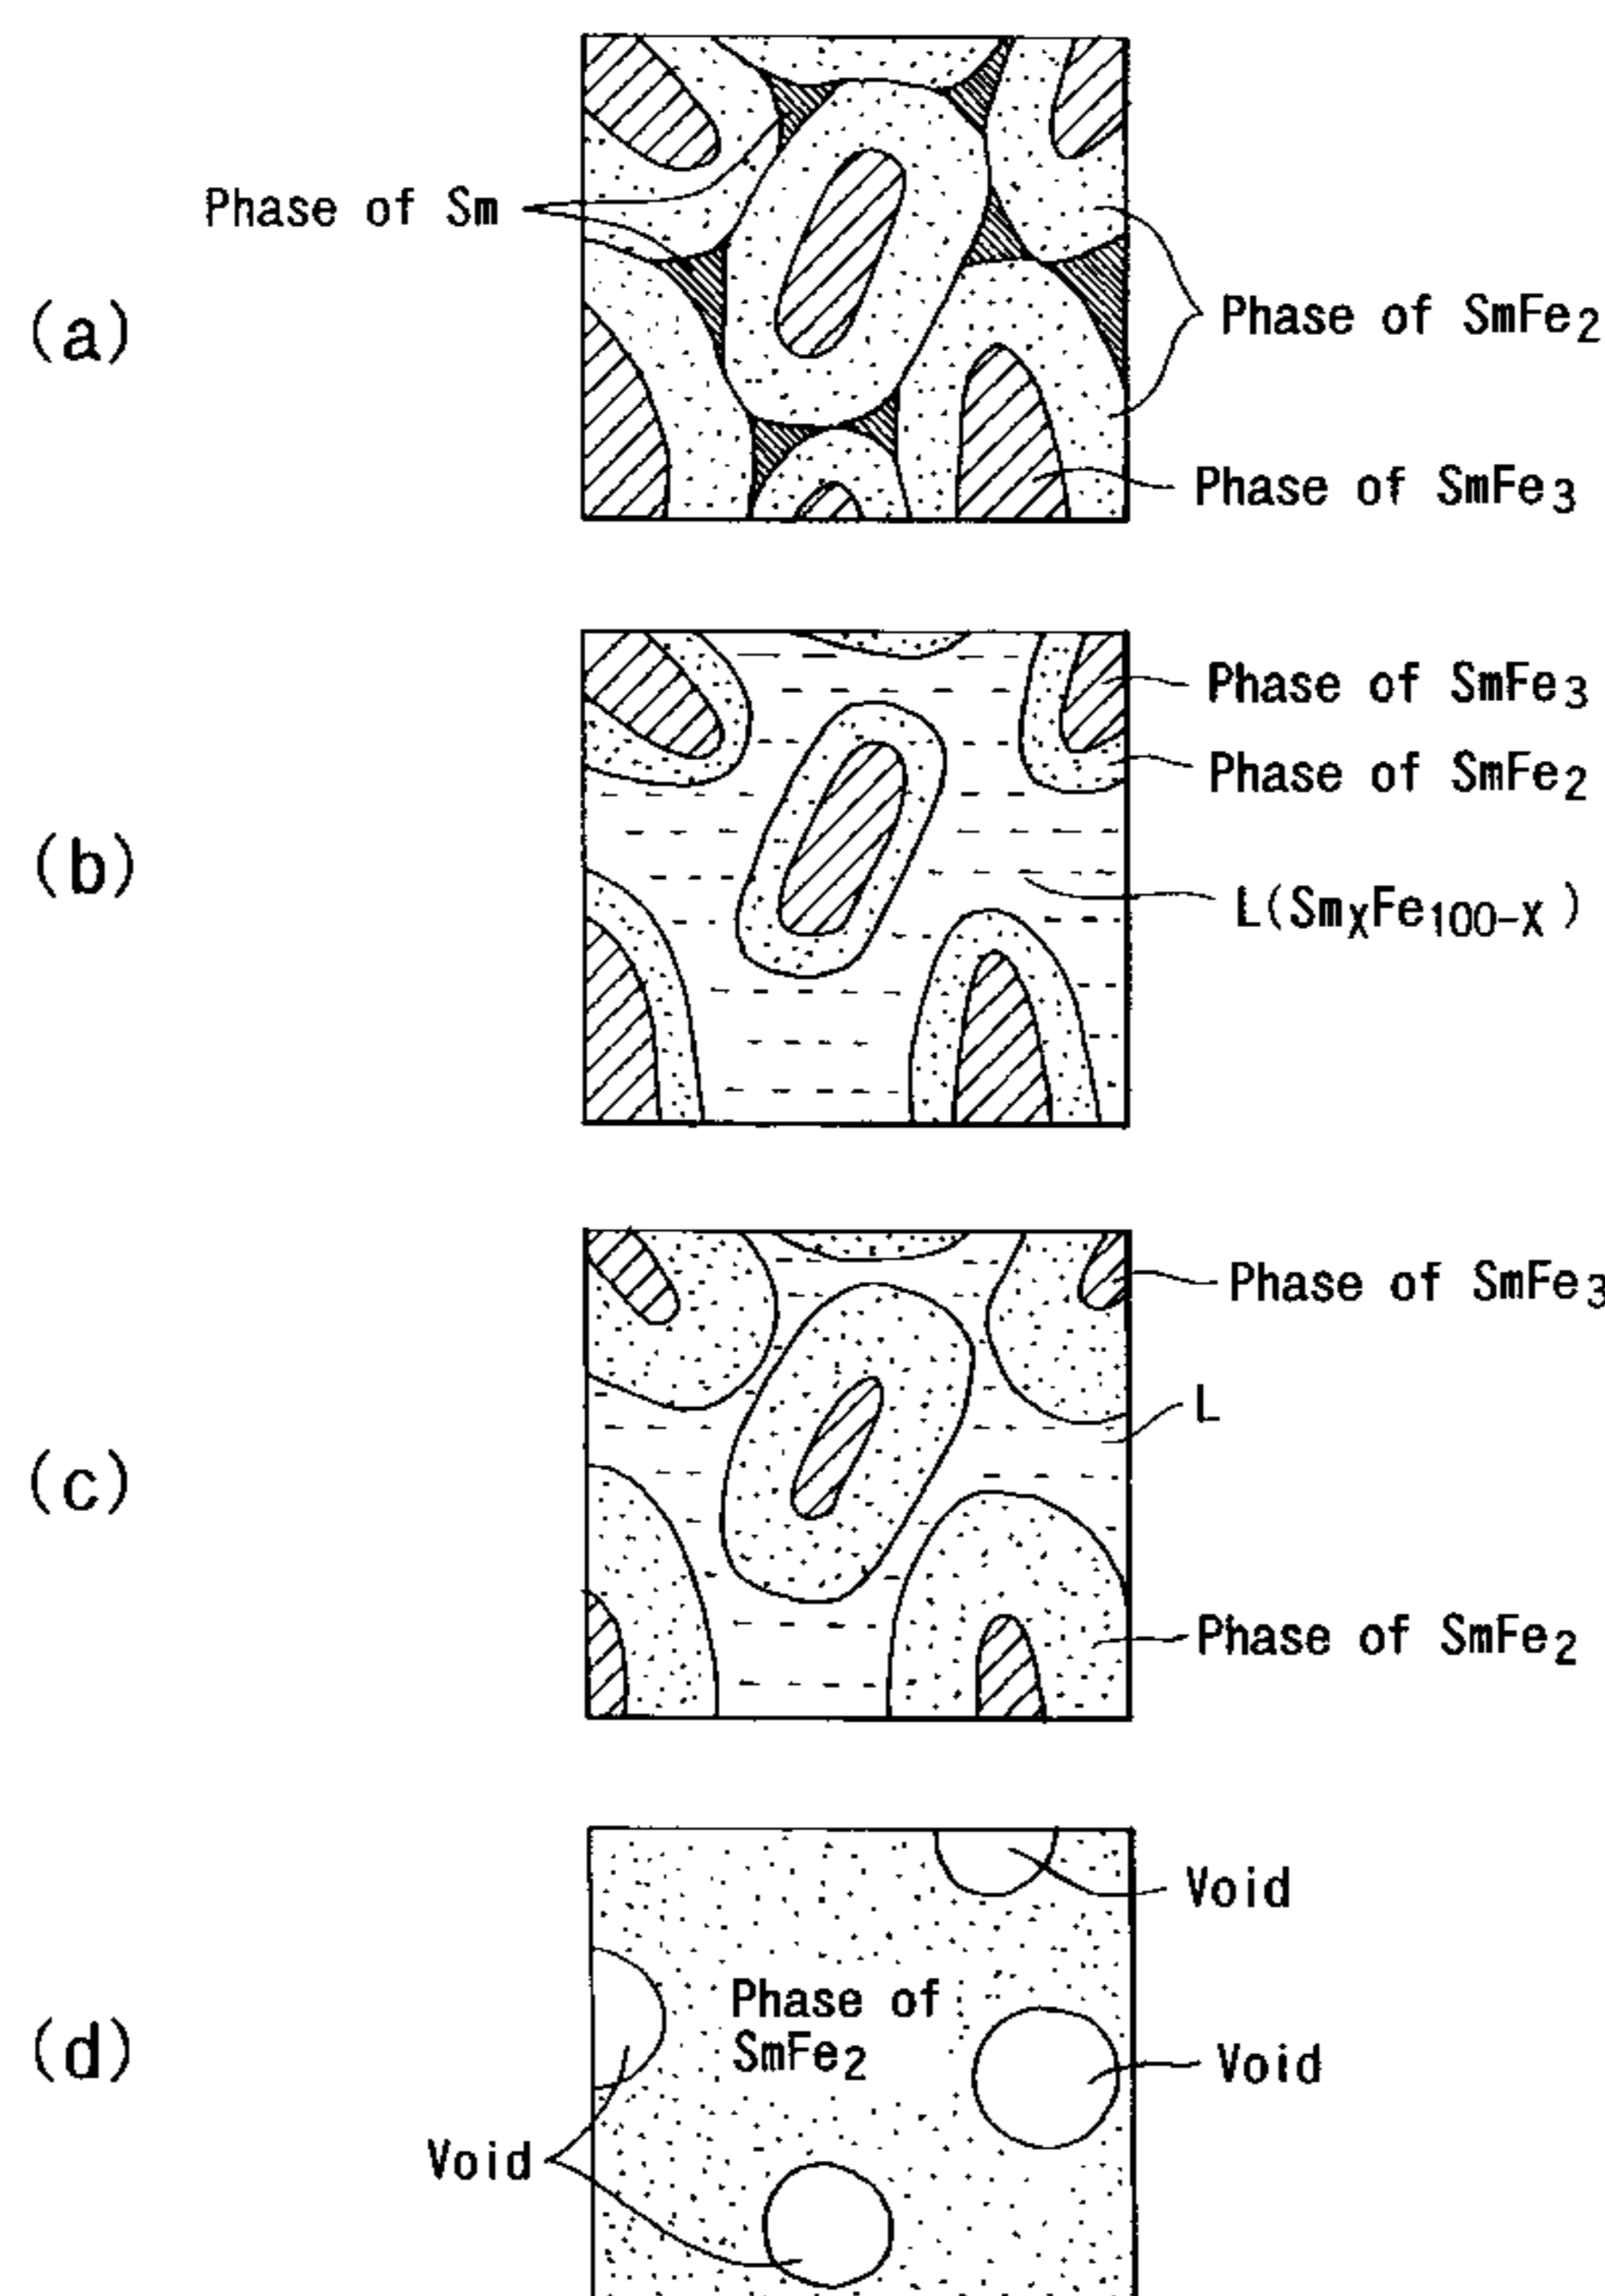 (a)
Phase of Sm
Phase of SmFe2
Phase of SmFe3
(b)
Phase of SmFe3
Phase of SmFe2
L(SmXFe100-X )
(c)
Phase of SmFe3
L
Phase of SmFe2
(d)
Void
Phase of
SmFe2
Void
Void